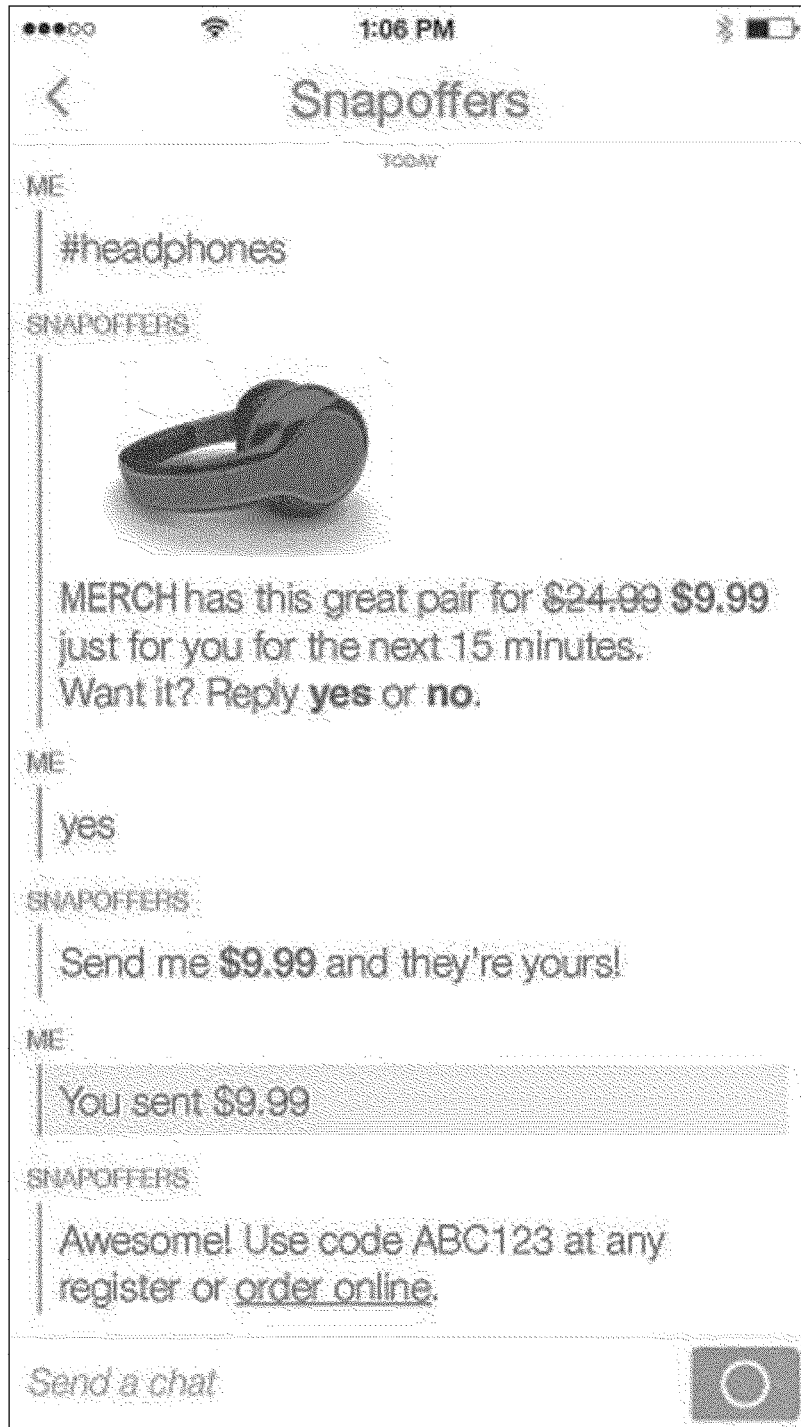 1:06 PM
Snapoffers
TODAY
ME
#headphones
SNAPOFFERS
MERCH has this great pair for $24.99 $9.99
just for you for the next 15 minutes.
Want it? Reply yes or no.
ME
yes
SNAPOFFERS
Send me $9.99 and they're yours!
ME
You sent $9.99
SNAPOFFERS
Awesome! Use code ABC123 at any
register or order online.
Send a chat